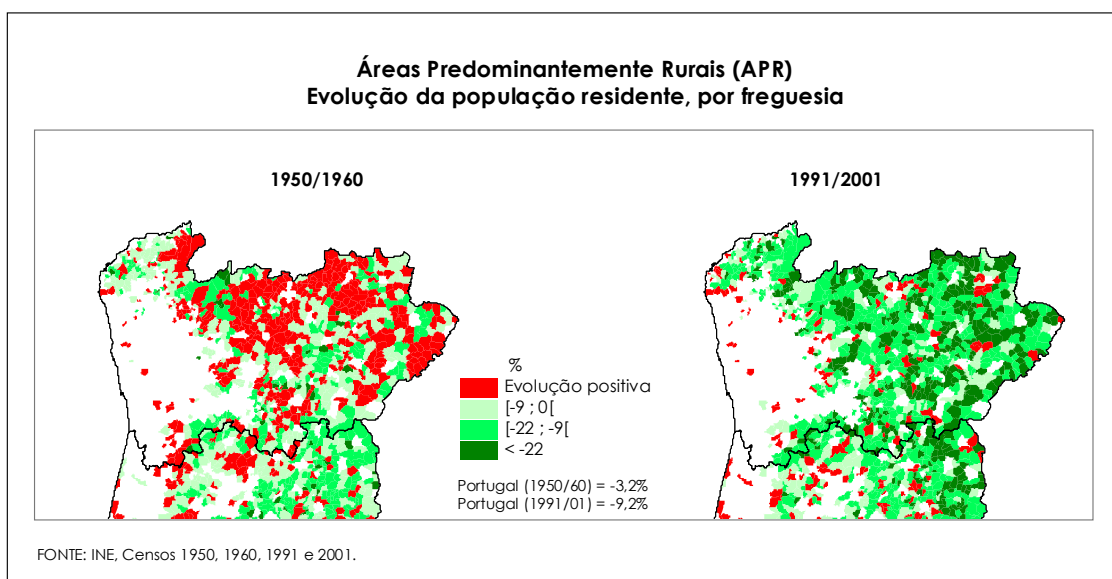 Áreas Predominantemente Rurais (APR)
Evolução da população residente, por freguesia
1950/1960
1991/2001
%
Evolução positiva
[-9 ; 0[
[-22 ; -9[
< -22
Portugal (1950/60) = -3,2%
Portugal (1991/01) = -9,2%
FONTE: INE, Censos 1950, 1960, 1991 e 2001.